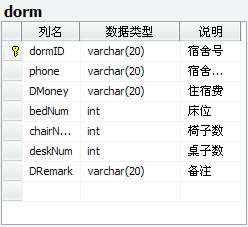 dorm
列名 数据类型 说明
dormID varchar(20) 宿舍号
phone varchar(20) 宿舍...
DMoney varchar(20) 住宿费
bedNum int 床位
chairN... int 椅子数
deskNum int 桌子数
DRemark varchar(20) 备注